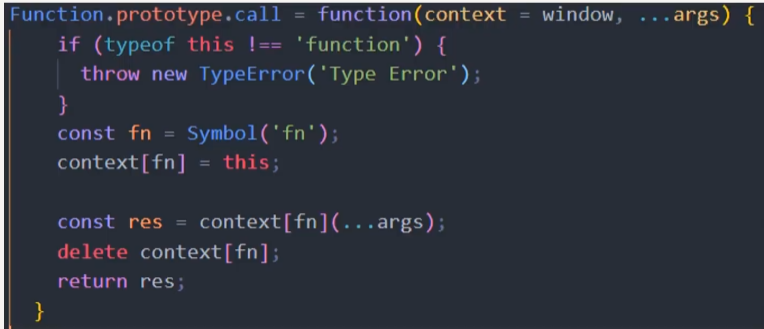 Function.prototype.call = function(context = window, ...args) {
    if (typeof this !== 'function') {
      throw new TypeError('Type Error');
    }
    const fn = Symbol('fn');
    context[fn] = this;

    const res = context[fn](...args);
    delete context[fn];
    return res;
  }